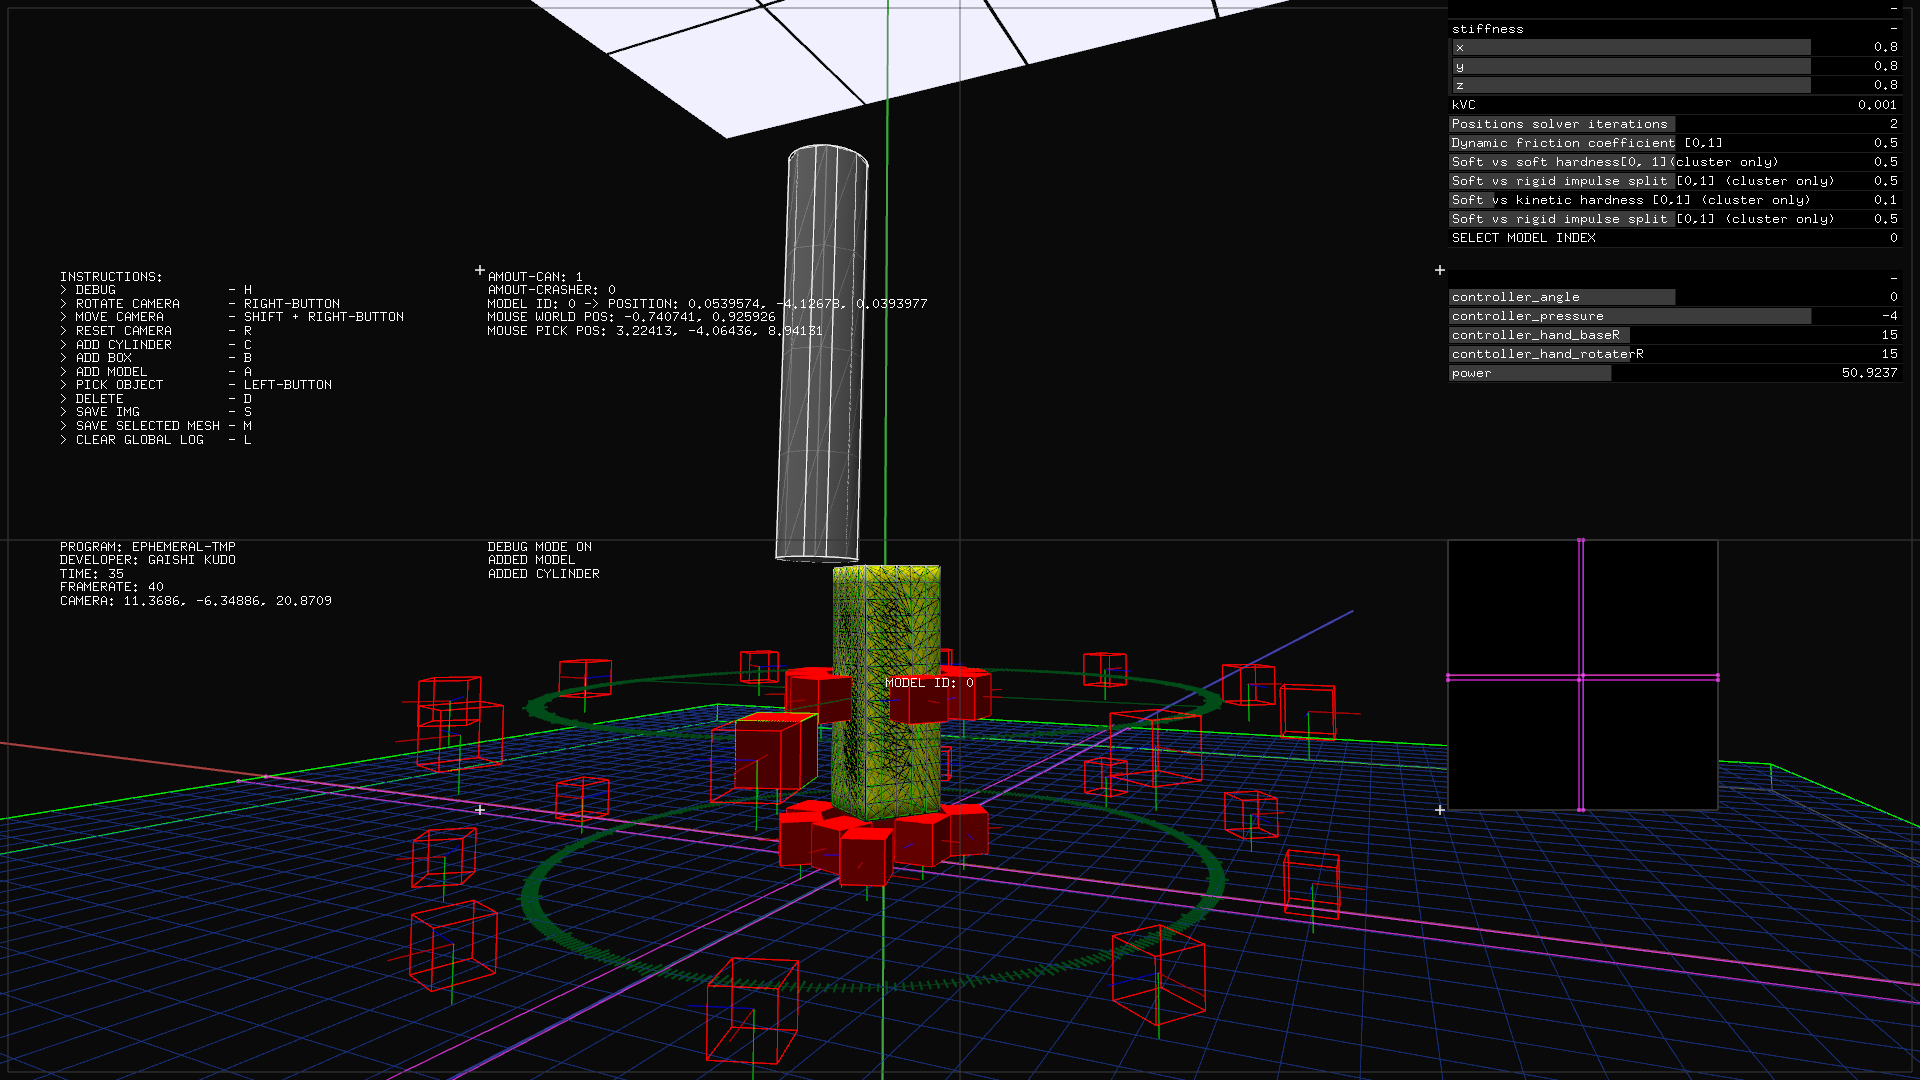 INSTRUCTIONS:
> DEBUG - H
> ROTATE CAMERA - RIGHT-BUTTON
> MOVE CAMERA - SHIFT + RIGHT-BUTTON
> RESET CAMERA - R
> ADD CYLINDER - C
> ADD BOX - B
> ADD MODEL - A
> PICK OBJECT - LEFT-BUTTON
> DELETE - D
> SAVE IMG - S
> SAVE SELECTED MESH - M
> CLEAR GLOBAL LOG - L
AMOUT-CAN: 1
AMOUT-CRASHER: 0
MODEL ID: 0 -> POSITION: 0.0539574, -4.12678, 0.0393977
MOUSE WORLD POS: -0.740741, 0.925926
MOUSE PICK POS: 3.22413, -4.06436, 8.94131
PROGRAM: EPHEMERAL-TMP
DEVELOPER: GAISHI KUDO
TIME: 35
FRAMERATE: 40
CAMERA: 11.3686, -6.34886, 20.8709
DEBUG MODE ON
ADDED MODEL
ADDED CYLINDER
MODEL ID: 0
-
stiffness -
x 0.8
y 0.8
z 0.8
kVC 0.001
Positions solver iterations 2
Dynamic friction coefficient [0,1] 0.5
Soft vs soft hardness[0, 1](cluster only) 0.5
Soft vs rigid impulse split [0,1] (cluster only) 0.5
Soft vs kinetic hardness [0,1] (cluster only) 0.1
Soft vs rigid impulse split [0,1] (cluster only) 0.5
SELECT MODEL INDEX 0
-
controller_angle 0
controller_pressure -4
controller_hand_baseR 15
conttoller_hand_rotaterR 15
power 50.9237